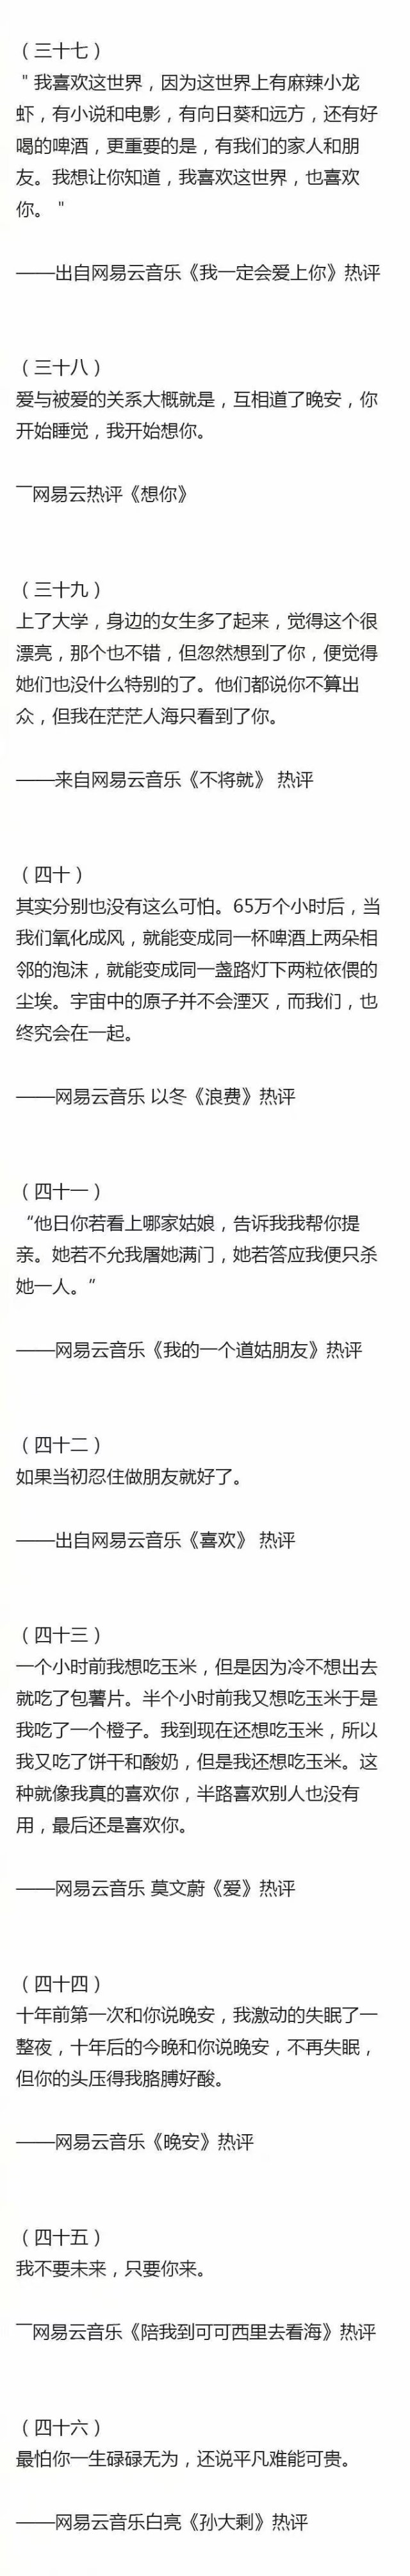 （三十七）
"我喜欢这世界，因为这世界上有麻辣小龙
虾，有小说和电影，有向日葵和远方，还有好
喝的啤酒，更重要的是，有我们的家人和朋
友。我想让你知道，我喜欢这世界，也喜欢
你。"
——出自网易云音乐《我一定会爱上你》热评
（三十八）
爱与被爱的关系大概就是，互相道了晚安，你
开始睡觉，我开始想你。
—网易云热评《想你》
（三十九）
上了大学，身边的女生多了起来，觉得这个很
漂亮，那个也不错，但忽然想到了你，便觉得
她们也没什么特别的了。他们都说你不算出
众，但我在茫茫人海只看到了你。
——来自网易云音乐《不将就》 热评
（四十）
其实分别也没有这么可怕。65万个小时后，当
我们氧化成风，就能变成同一杯啤酒上两朵相
邻的泡沫，就能变成同一盏路灯下两粒依偎的
尘埃。宇宙中的原子并不会湮灭，而我们，也
终究会在一起。
——网易云音乐 以冬《浪费》热评
（四十一）
“他日你若看上哪家姑娘，告诉我我帮你提
亲。她若不允我屠她满门，她若答应我便只杀
她一人。”
——网易云音乐《我的一个道姑朋友》热评
（四十二）
如果当初忍住做朋友就好了。
——出自网易云音乐《喜欢》 热评
（四十三）
一个小时前我想吃玉米，但是因为冷不想出去
就吃了包薯片。半个小时前我又想吃玉米于是
我吃了一个橙子。我到现在还想吃玉米，所以
我又吃了饼干和酸奶，但是我还想吃玉米。这
种就像我真的喜欢你，半路喜欢别人也没有
用，最后还是喜欢你。
——网易云音乐 莫文蔚《爱》热评
（四十四）
十年前第一次和你说晚安，我激动的失眠了一
整夜，十年后的今晚和你说晚安，不再失眠，
但你的头压得我胳膊好酸。
——网易云音乐《晚安》热评
（四十五）
我不要未来，只要你来。
—网易云音乐《陪我到可可西里去看海》热评
（四十六）
最怕你一生碌碌无为，还说平凡难能可贵。
——网易云音乐白亮《孙大剩》热评